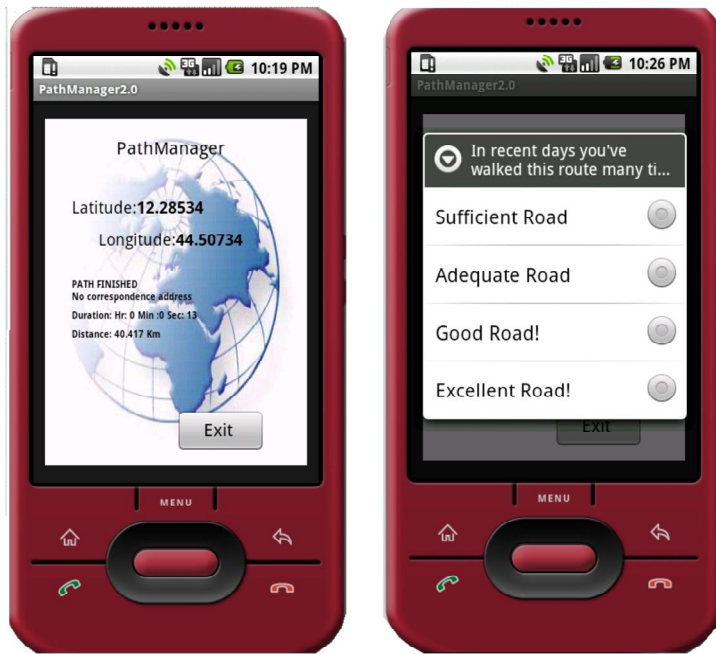 3G
10:19 PM
PathManager2.0
PathManager
Latitude:12.28534
Longitude:44.50734
PATH FINISHED
No correspondence address
Duration: Hr: 0 Min :0 Sec: 13
Distance: 40.417 Km
Exit
MENU
3G
10:26 PM
PathManager2.0
In recent days you've
walked this route many ti...
Sufficient Road
Adequate Road
Good Road!
Excellent Road!
Exit
MENU